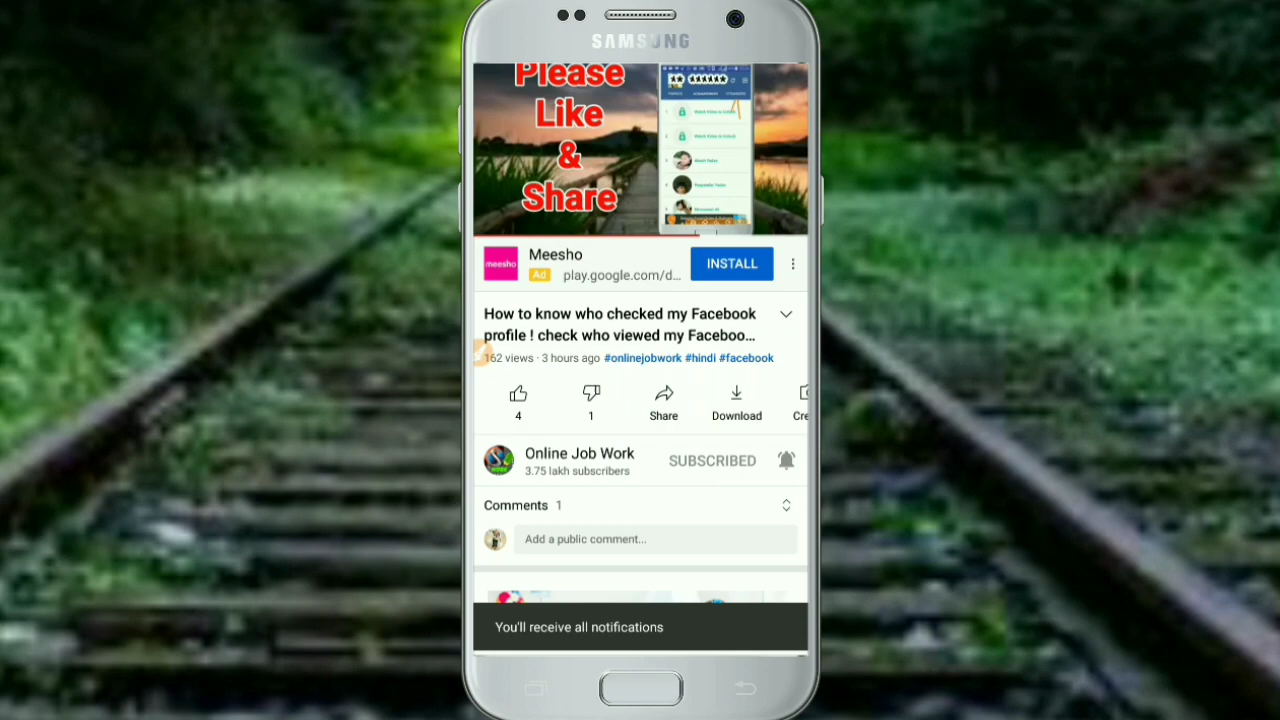 SAMSUNG
Please
Like
&
Share
Meesho
meesho
Ad play.google.com/d...
INSTALL
How to know who checked my Facebook
profile ! check who viewed my Faceboo...
162 views · 3 hours ago #onlinejobwork #hindi #facebook
4
1
Share
Download
Cre
Online Job Work
3.75 lakh subscribers
SUBSCRIBED
Comments 1
Add a public comment...
You'll receive all notifications